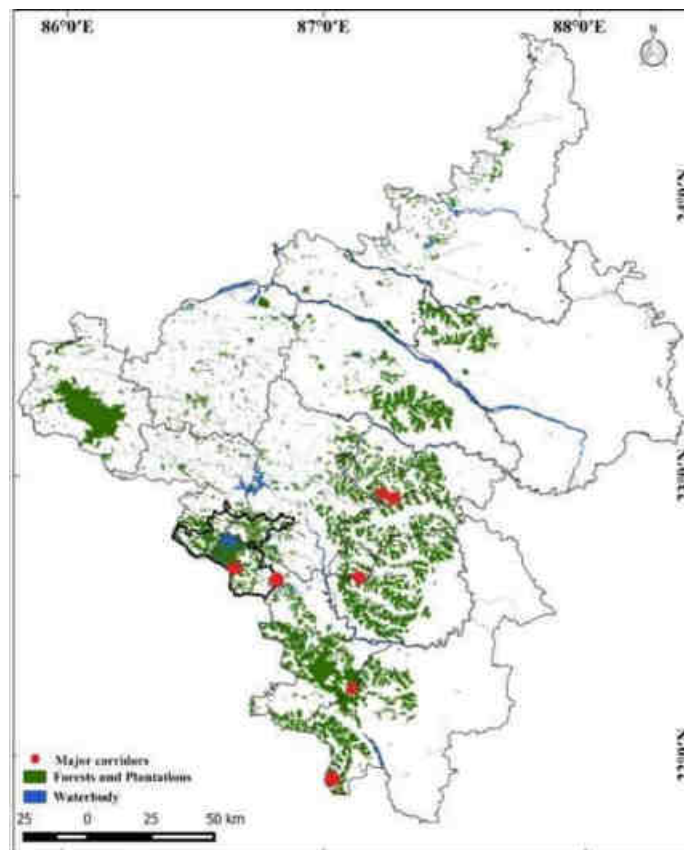 86°0'E 87°0'E 88°0'E
N
Major corridors
Forests and Plantations
Waterbody
25 0 25 50 km